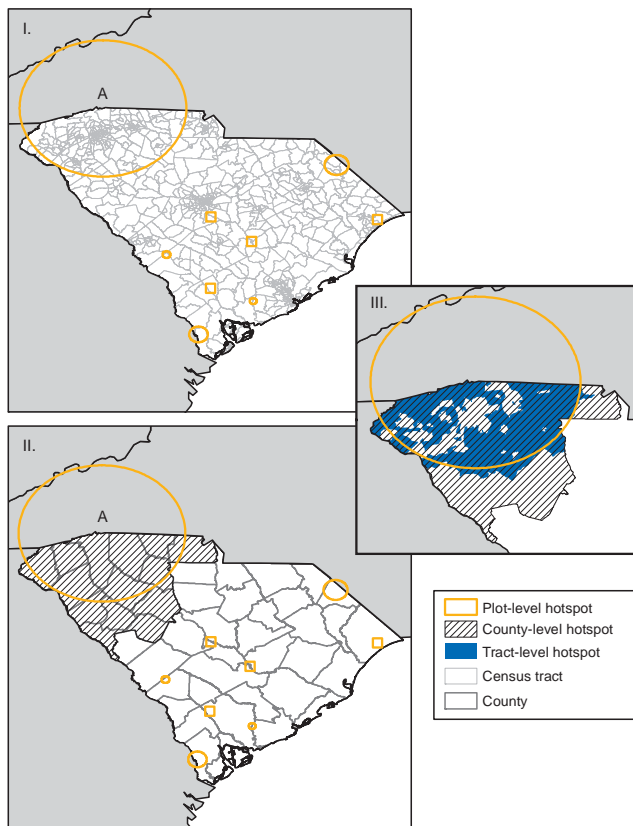 I.
A
III.
II.
A
Plot-level hotspot
County-level hotspot
Tract-level hotspot
Census tract
County